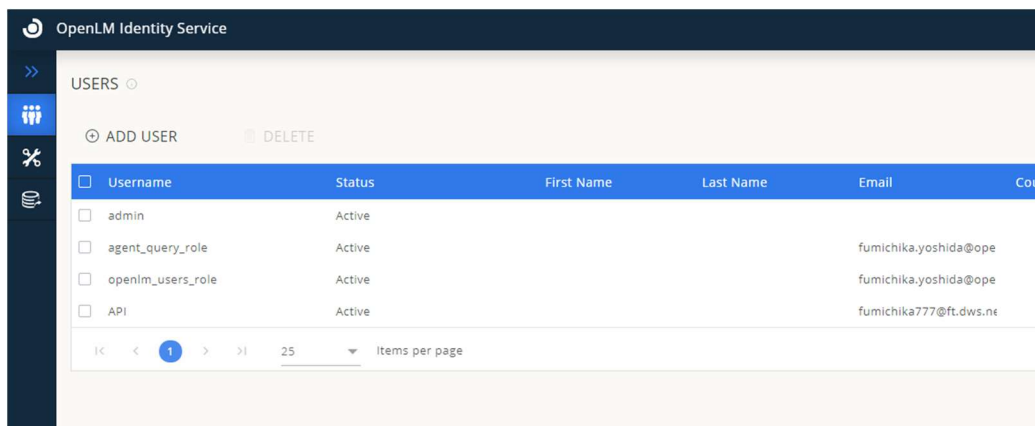 OpenLM Identity Service
USERS
ADD USER DELETE
Username Status First Name Last Name Email Cou
admin Active
agent_query_role Active fumichika.yoshida@ope
openlm_users_role Active fumichika.yoshida@ope
API Active fumichika777@ft.dws.ne
1 25 Items per page